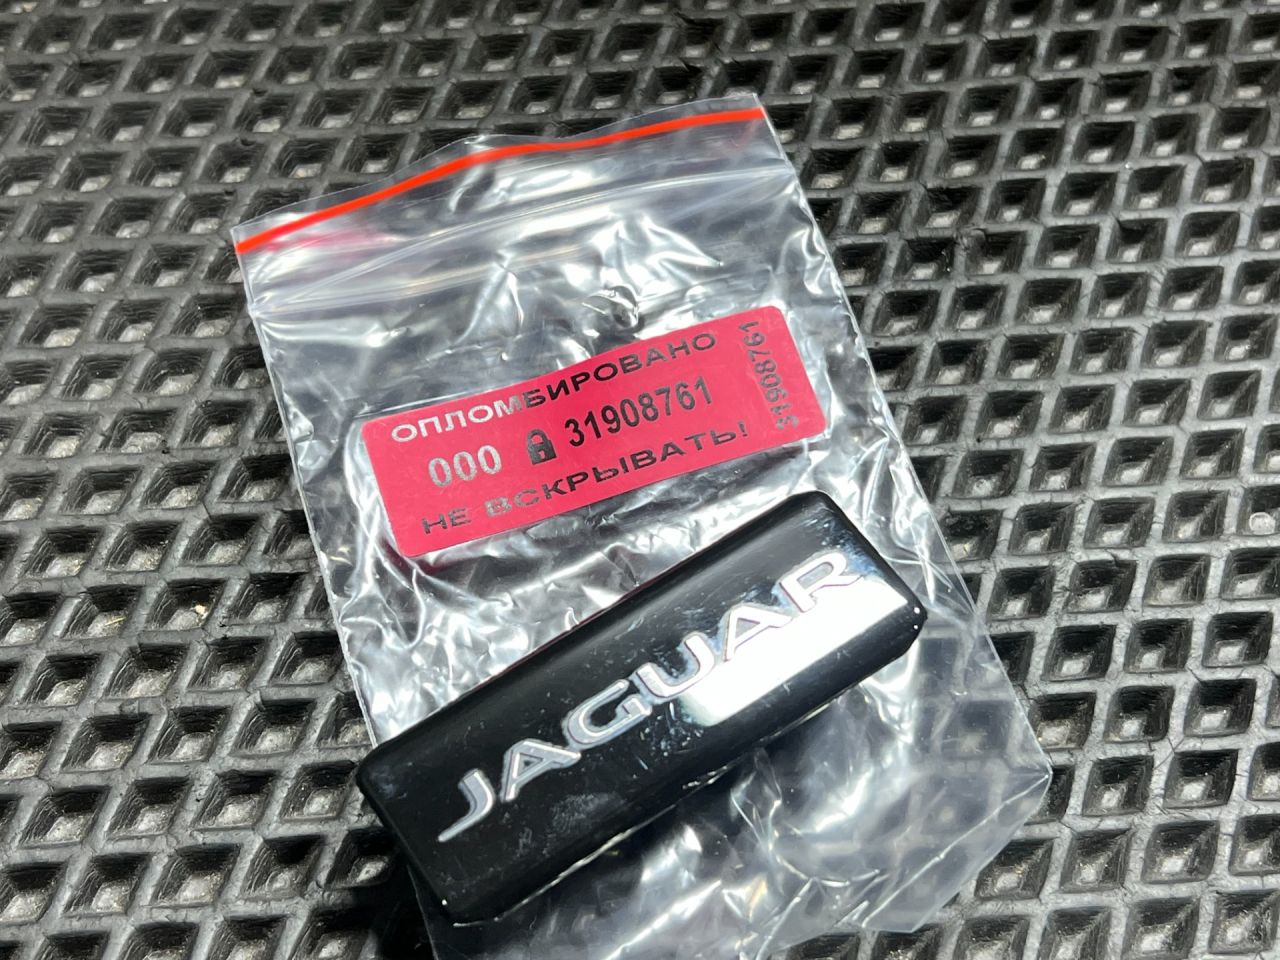 ОПЛОМБИРОВАНО
000 31908761
НЕ ВСКРЫВАТЬ!
31908761
JAGUAR